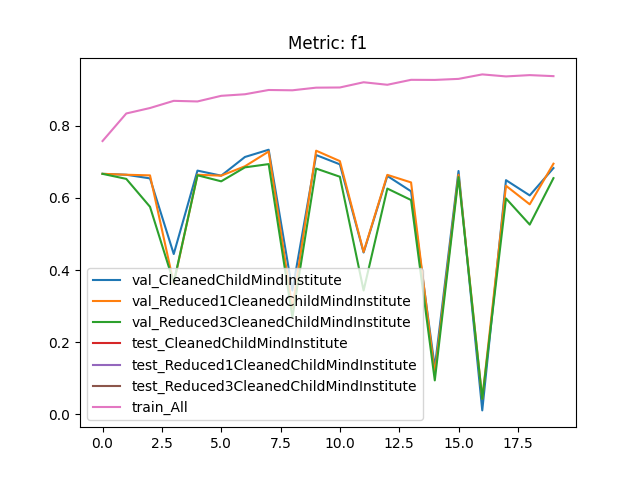 Metric: f1
0.8
0.6
0.4
0.2
0.0
val_CleanedChildMindInstitute
val_Reduced1CleanedChildMindInstitute
val_Reduced3CleanedChildMindInstitute
test_CleanedChildMindInstitute
test_Reduced1CleanedChildMindInstitute
test_Reduced3CleanedChildMindInstitute
train_All
0.0 2.5 5.0 7.5 10.0 12.5 15.0 17.5